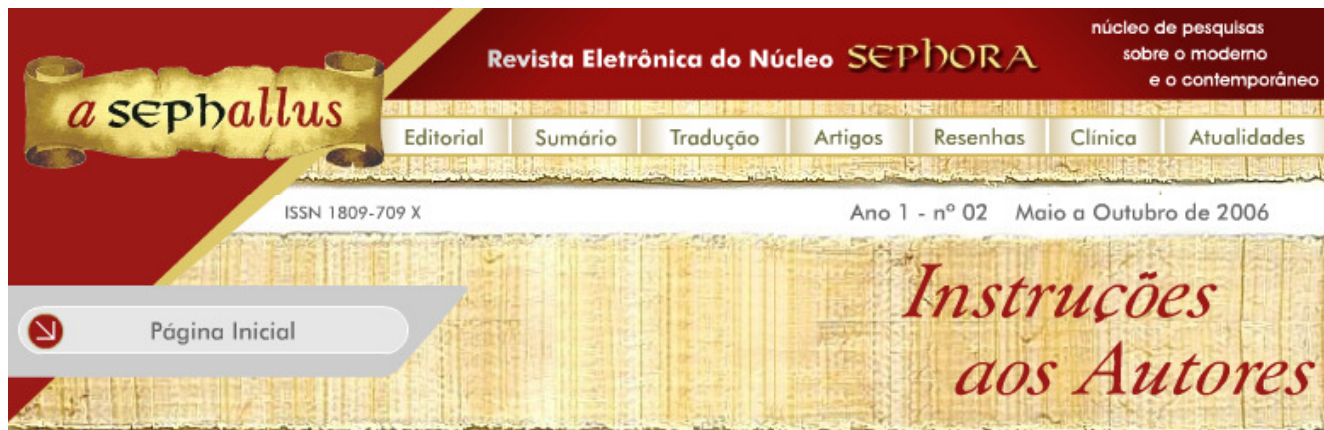 a sephallus
Revista Eletrônica do Núcleo SEPHORA
núcleo de pesquisas
sobre o moderno
e o contemporâneo
Editorial Sumário Tradução Artigos Resenhas Clínica Atualidades
ISSN 1809-709 X Ano 1 - nº 02 Maio a Outubro de 2006
Instruções
aos Autores
Página Inicial